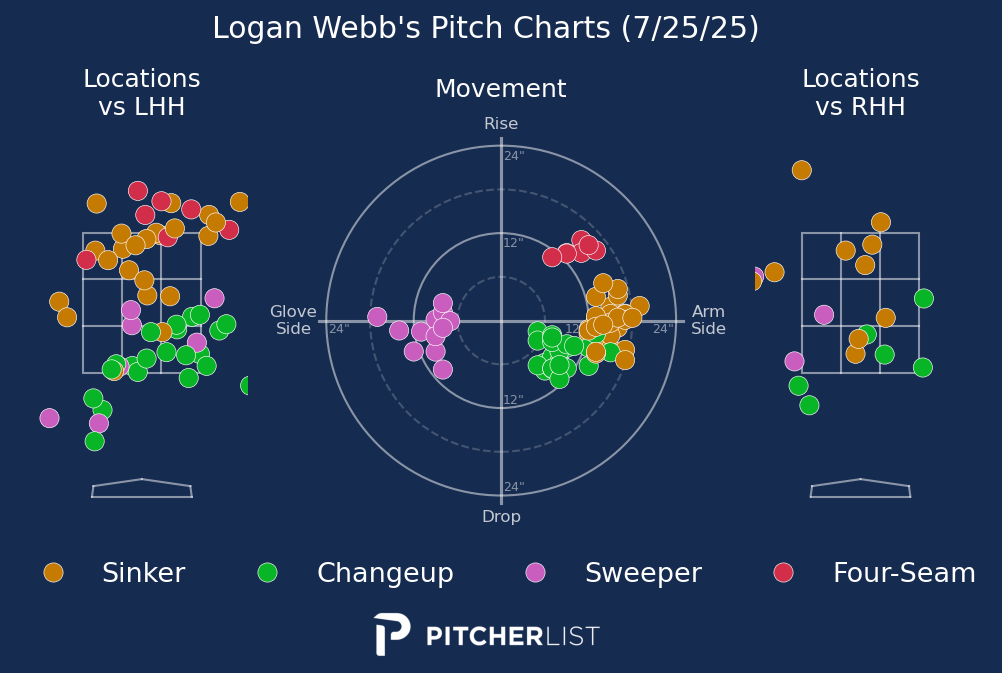 Logan Webb's Pitch Charts (7/25/25)
Locations
vs LHH
Movement
Locations
vs RHH
Rise
24"
12"
Glove
Side
24"
12"
24"
Arm
Side
12"
24"
Drop
Sinker
Changeup
Sweeper
Four-Seam
PITCHERLIST